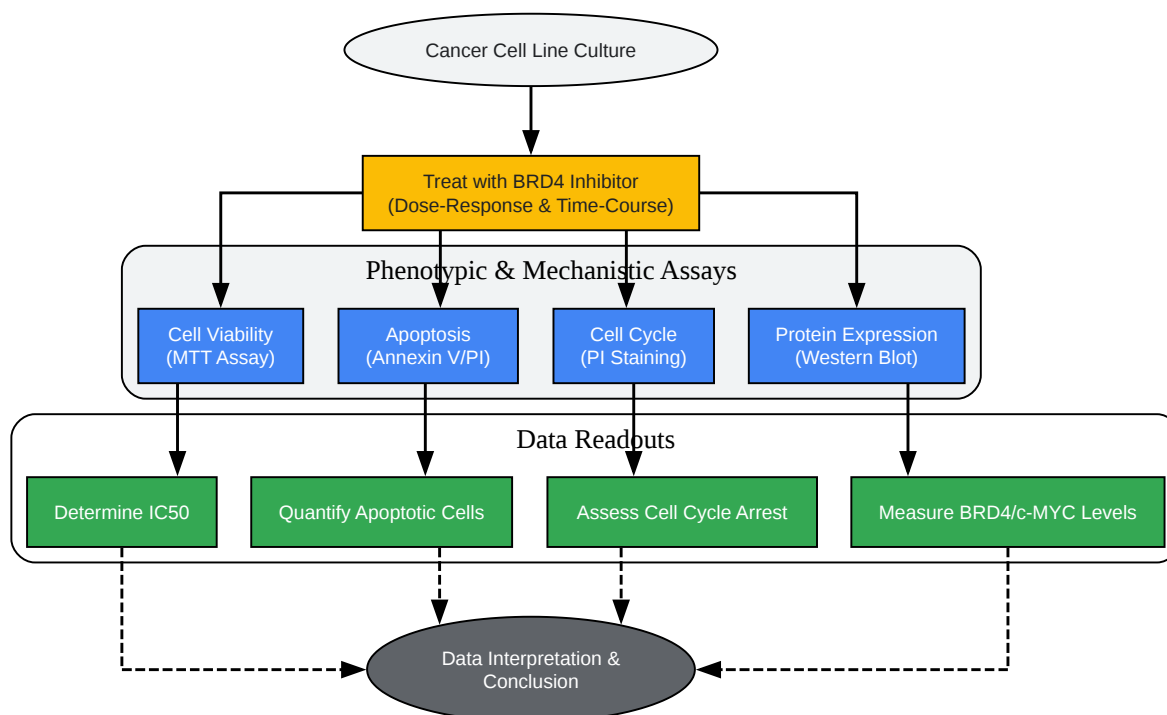 Cancer Cell Line Culture
Treat with BRD4 Inhibitor
(Dose-Response & Time-Course)
Phenotypic & Mechanistic Assays
Cell Viability
(MTT Assay)
Apoptosis
(Annexin V/PI)
Cell Cycle
(PI Staining)
Protein Expression
(Western Blot)
Data Readouts
Determine IC50
Quantify Apoptotic Cells
Assess Cell Cycle Arrest
Measure BRD4/c-MYC Levels
Data Interpretation &
Conclusion